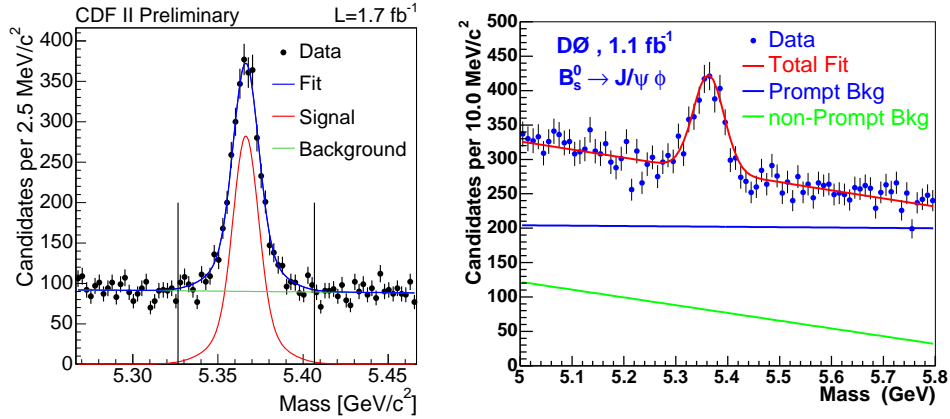 CDF II Preliminary L=1.7 fb⁻¹
Candidates per 2.5 MeV/c²
400
350
300
250
200
150
100
50
0
Data
Fit
Signal
Background
5.30 5.35 5.40 5.45
Mass [GeV/c²]
Candidates per 10.0 MeV/c²
500
450
400
350
300
250
200
150
100
50
0
DØ , 1.1 fb⁻¹
B⁰ₛ → J/ψ φ
Data
Total Fit
Prompt Bkg
non-Prompt Bkg
5 5.1 5.2 5.3 5.4 5.5 5.6 5.7 5.8
Mass (GeV)